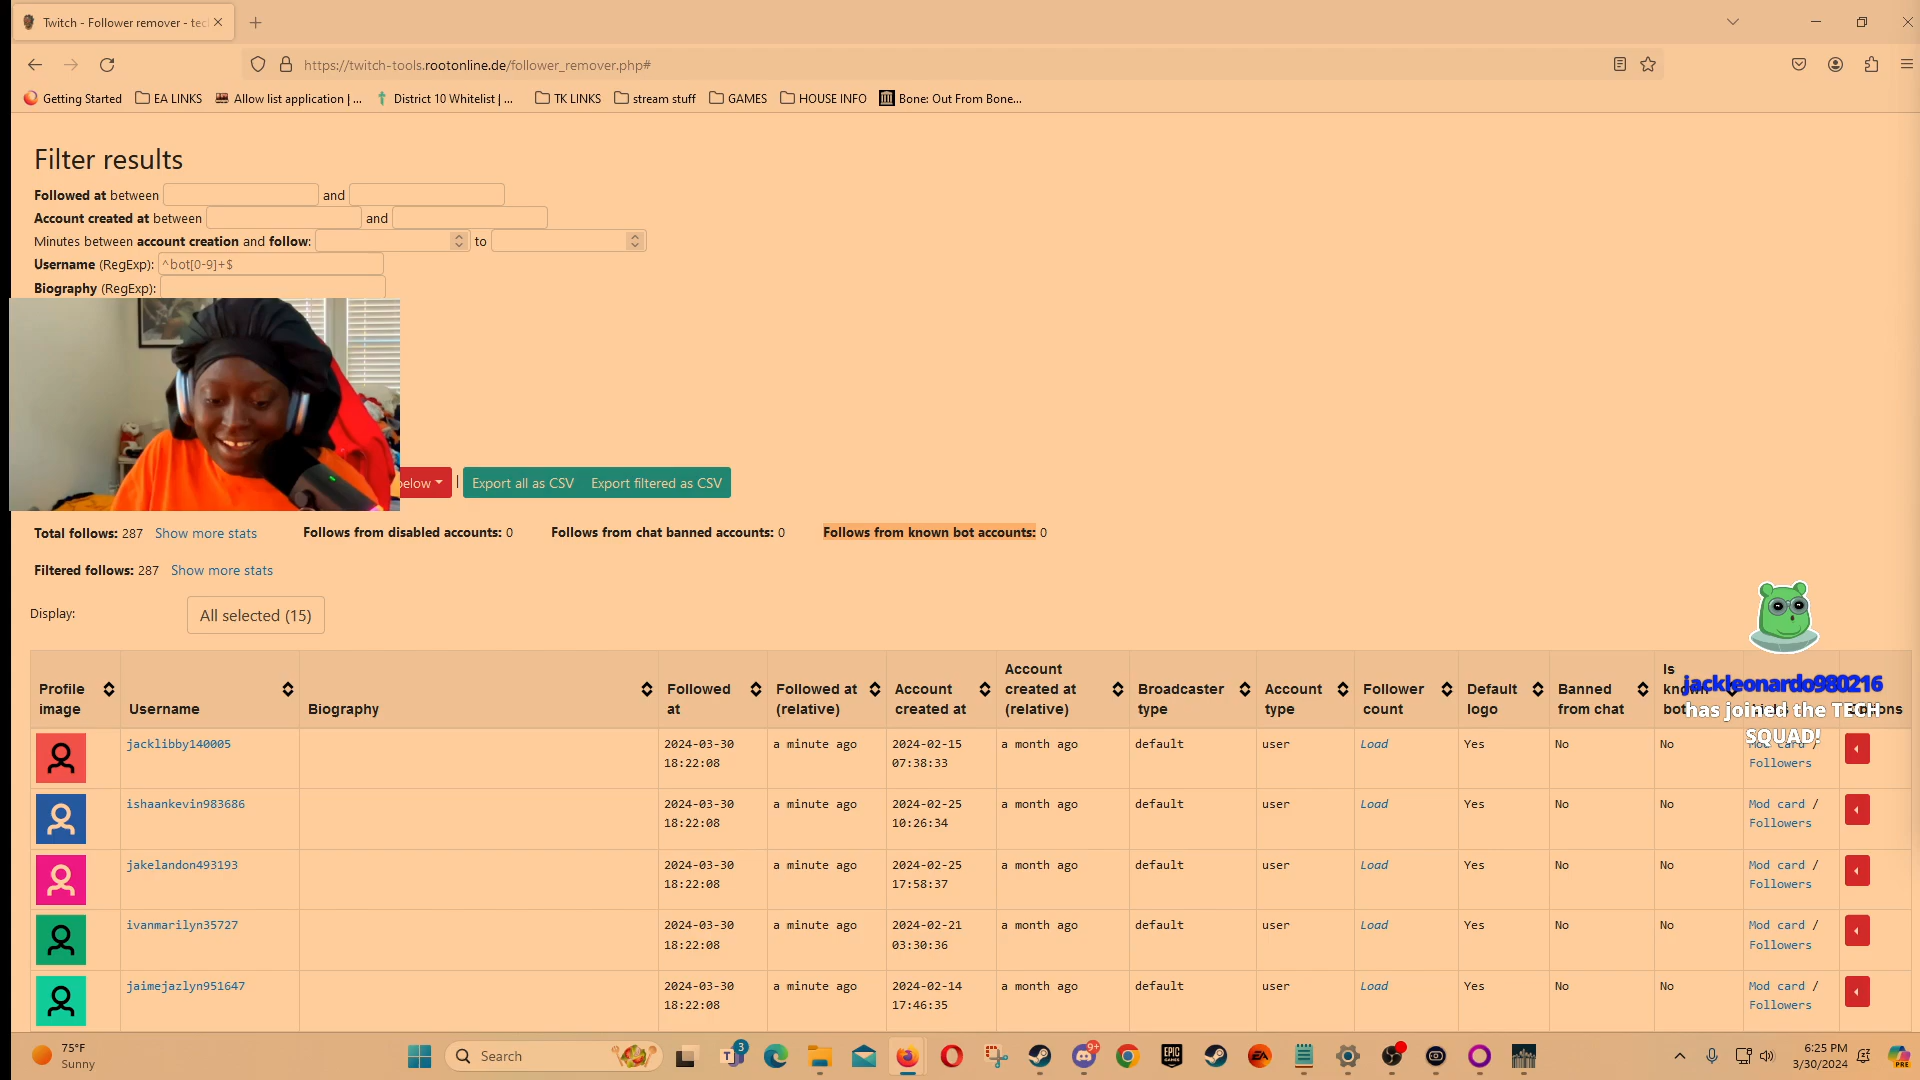 Twitch - Follower remover - tec
https://twitch-tools.rootonline.de/follower_remover.php#
Getting Started EA LINKS Allow list application | ... District 10 Whitelist | ... TK LINKS stream stuff GAMES HOUSE INFO Bone: Out From Bone...
Filter results
Followed at between and
Account created at between and
Minutes between account creation and follow: to
Username (RegExp): ^bot[0-9]+$
Biography (RegExp):
below | Export all as CSV Export filtered as CSV
Total follows: 287 Show more stats Follows from disabled accounts: 0 Follows from chat banned accounts: 0 Follows from known bot accounts: 0
Filtered follows: 287 Show more stats
Display: All selected (15)
Profile image Username Biography Followed at Followed at (relative) Account created at Account created at (relative) Broadcaster type Account type Follower count Default logo Banned from chat Is
jackleonardo980216
has joined the TECH
SQUAD!
jacklibby140005 2024-03-30 18:22:08 a minute ago 2024-02-15 07:38:33 a month ago default user Load Yes No No Mod card / Followers
ishaankevin983686 2024-03-30 18:22:08 a minute ago 2024-02-25 10:26:34 a month ago default user Load Yes No No Mod card / Followers
jakelandon493193 2024-03-30 18:22:08 a minute ago 2024-02-25 17:58:37 a month ago default user Load Yes No No Mod card / Followers
ivanmarilyn35727 2024-03-30 18:22:08 a minute ago 2024-02-21 03:30:36 a month ago default user Load Yes No No Mod card / Followers
jaimejazlyn951647 2024-03-30 18:22:08 a minute ago 2024-02-14 17:46:35 a month ago default user Load Yes No No Mod card / Followers
75°F
Sunny
Search
3
9+
EPIC GAMES
EA
6:25 PM
3/30/2024
PRE